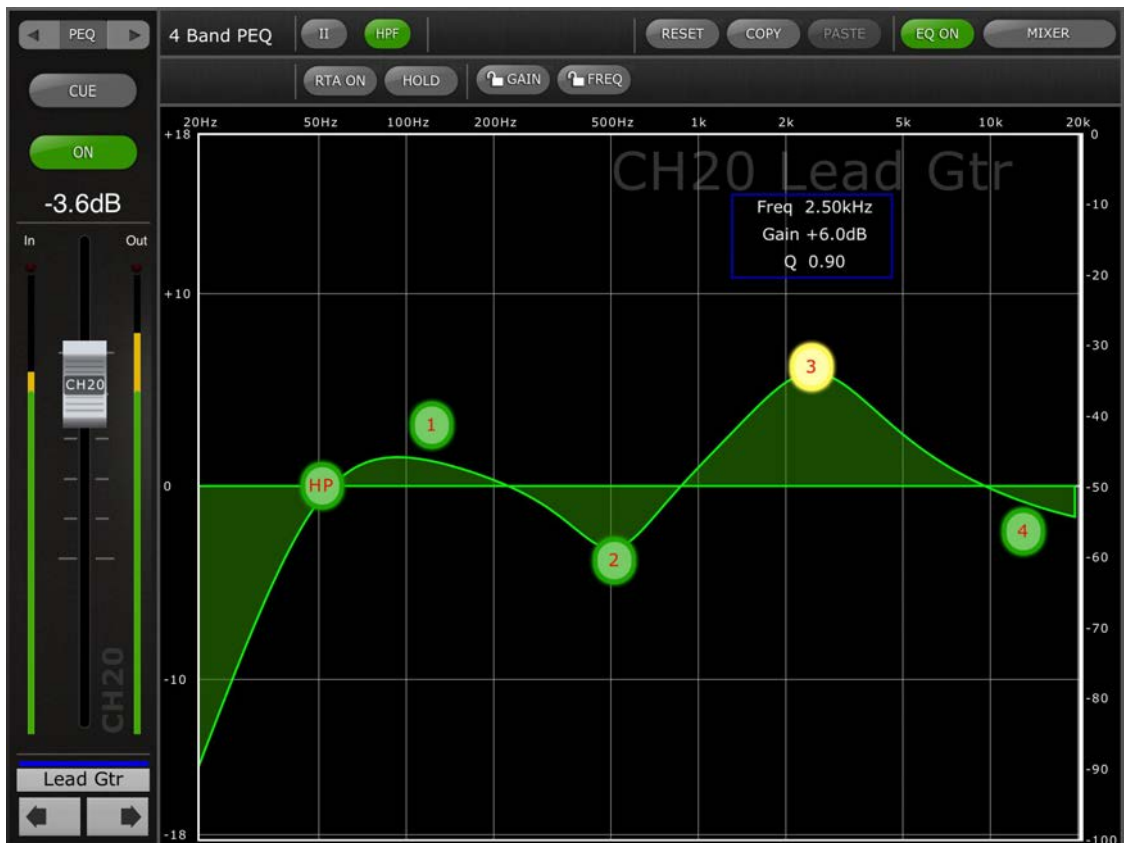 PEQ
4 Band PEQ
II
HPF
RESET
COPY
PASTE
EQ ON
MIXER
CUE
RTA ON
HOLD
GAIN
FREQ
ON
-3.6dB
In
Out
CH20
CH20
Lead Gtr
20Hz 50Hz 100Hz 200Hz 500Hz 1k 2k 5k 10k 20k
CH20 Lead Gtr
Freq 2.50kHz
Gain +6.0dB
Q 0.90
+18
+10
0
-10
-18
HP
1
2
3
4
0
-10
-20
-30
-40
-50
-60
-70
-80
-90
-100